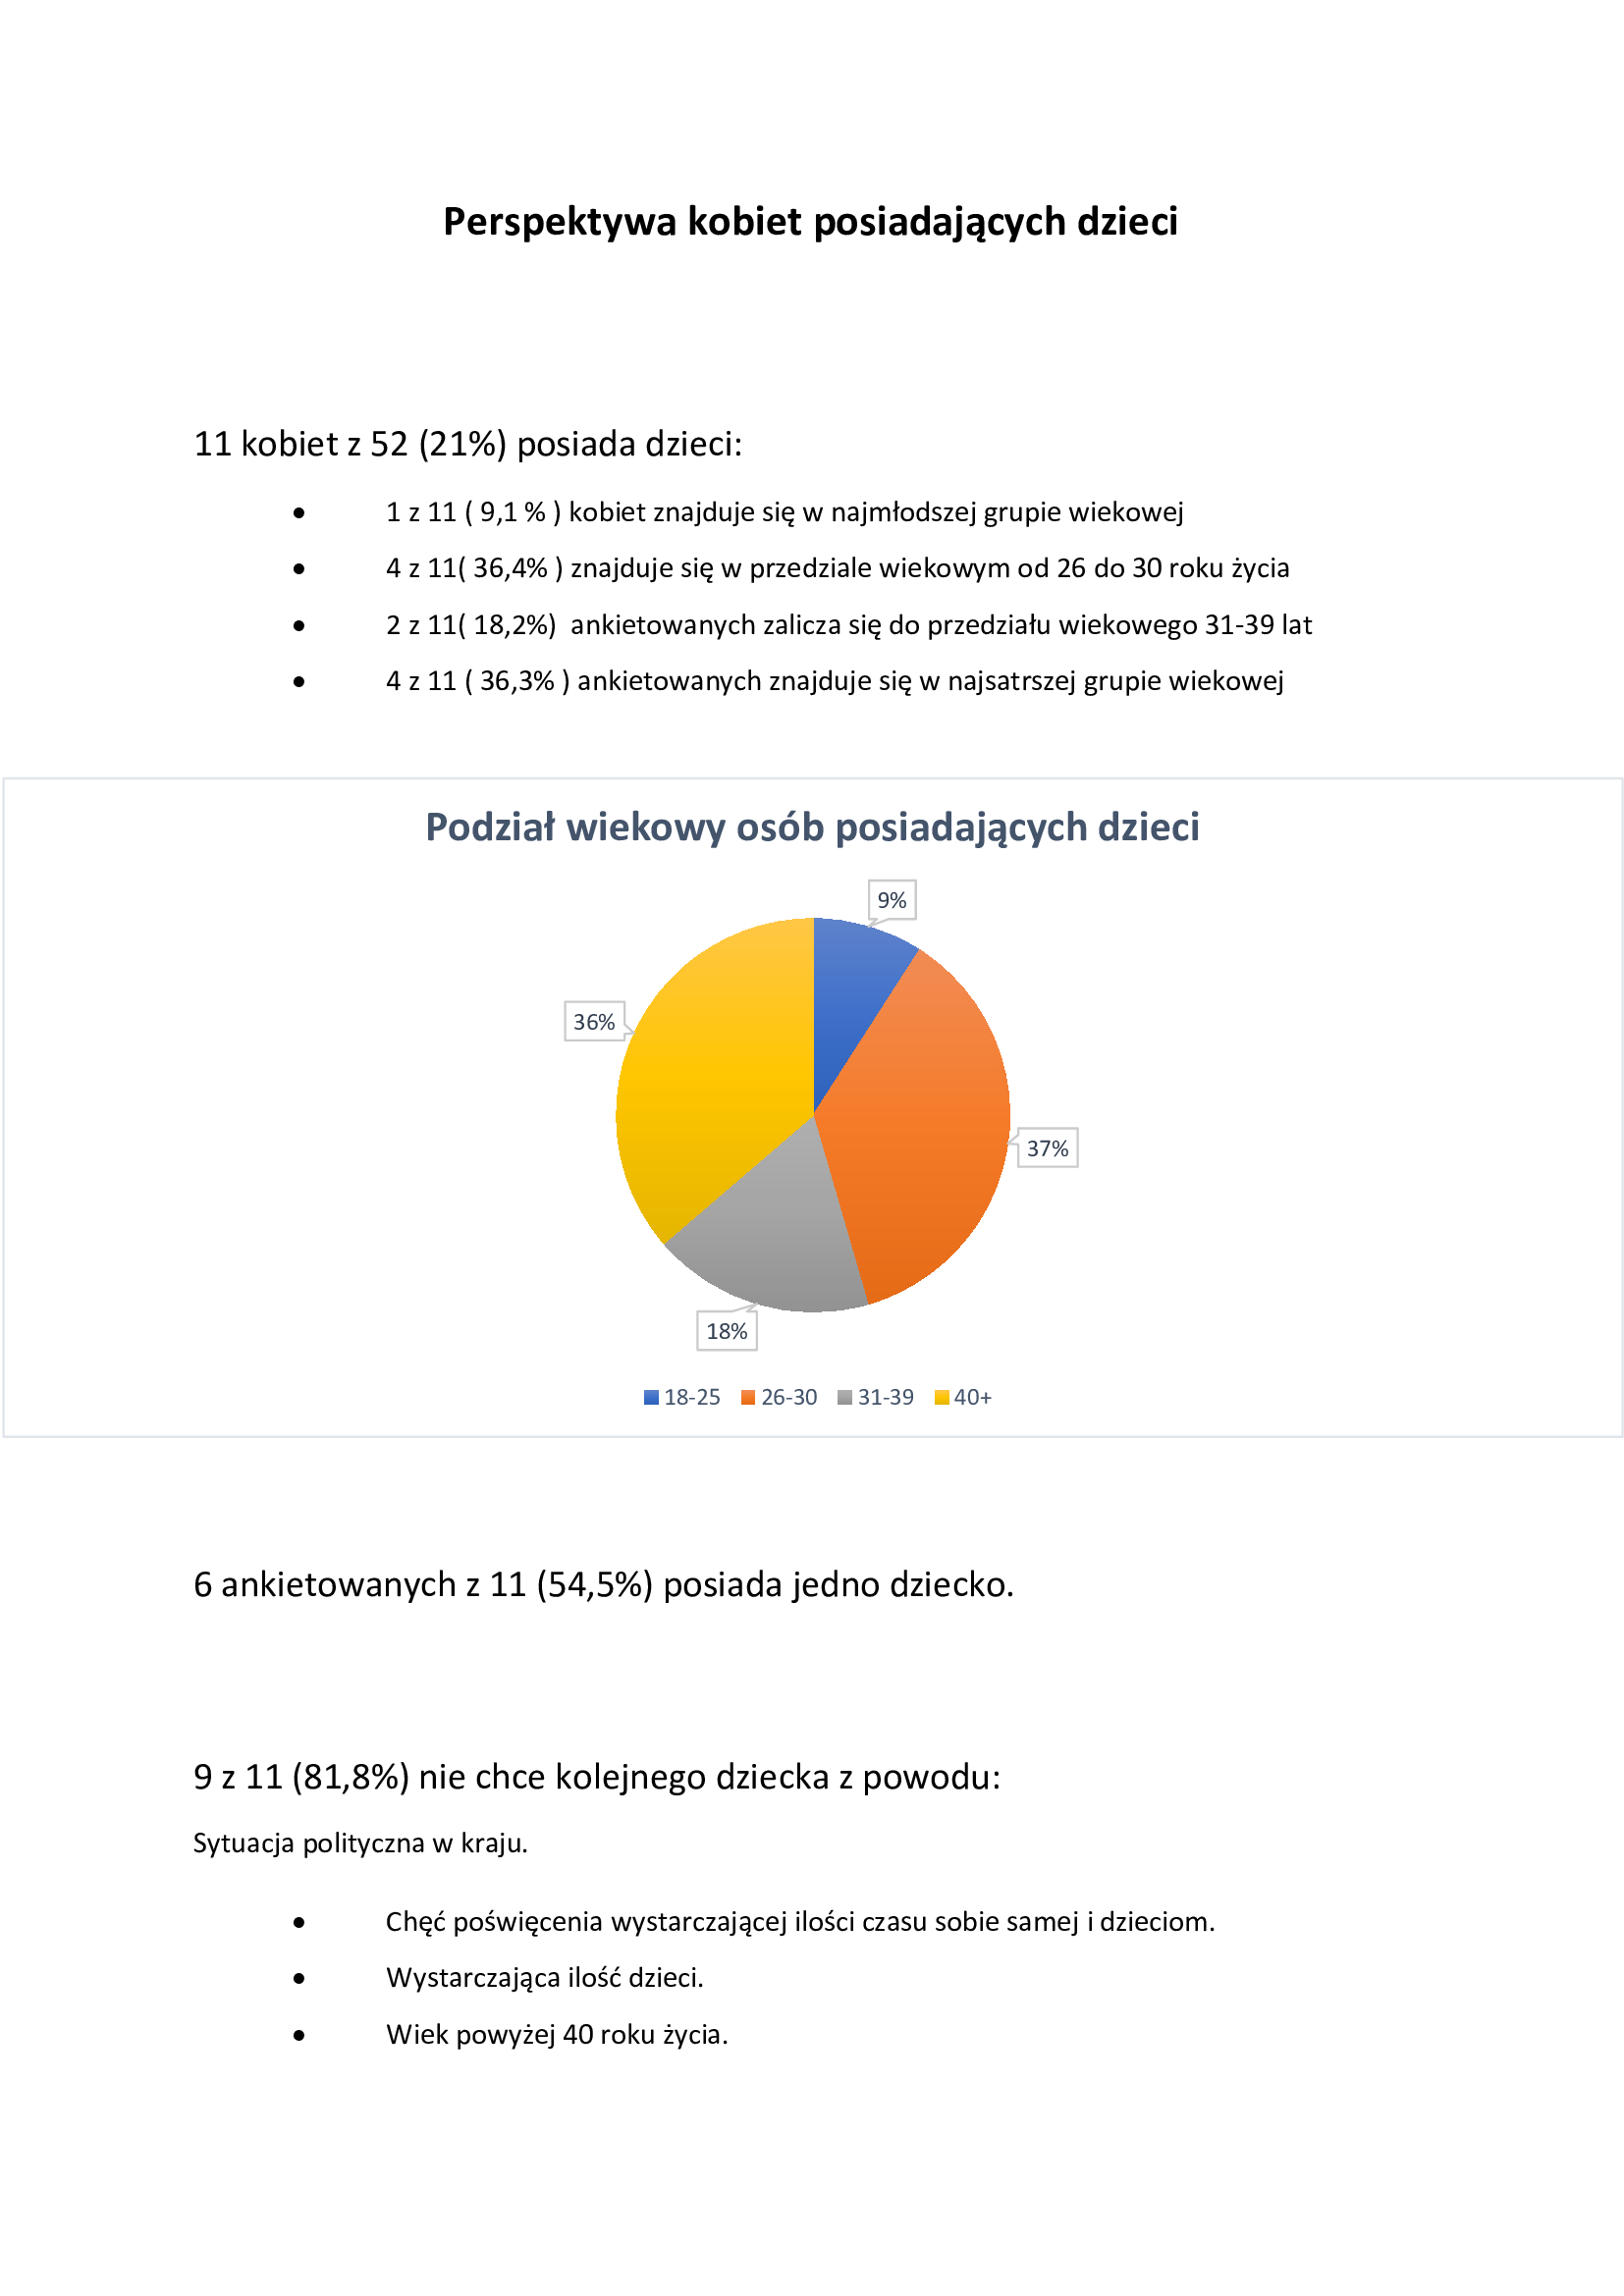 Perspektywa kobiet posiadających dzieci
11 kobiet z 52 (21%) posiada dzieci:
• 1 z 11 ( 9,1 % ) kobiet znajduje się w najmłodszej grupie wiekowej
• 4 z 11( 36,4% ) znajduje się w przedziale wiekowym od 26 do 30 roku życia
• 2 z 11( 18,2%)  ankietowanych zalicza się do przedziału wiekowego 31-39 lat
• 4 z 11 ( 36,3% ) ankietowanych znajduje się w najsatrszej grupie wiekowej
Podział wiekowy osób posiadających dzieci
9%
36%
37%
18%
18-25 26-30 31-39 40+
6 ankietowanych z 11 (54,5%) posiada jedno dziecko.
9 z 11 (81,8%) nie chce kolejnego dziecka z powodu:
Sytuacja polityczna w kraju.
• Chęć poświęcenia wystarczającej ilości czasu sobie samej i dzieciom.
• Wystarczająca ilość dzieci.
• Wiek powyżej 40 roku życia.